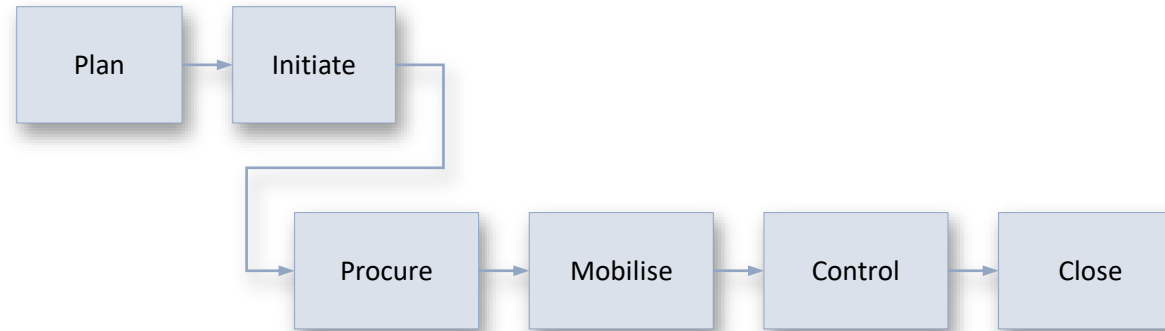 Plan
Initiate
Procure
Mobilise
Control
Close